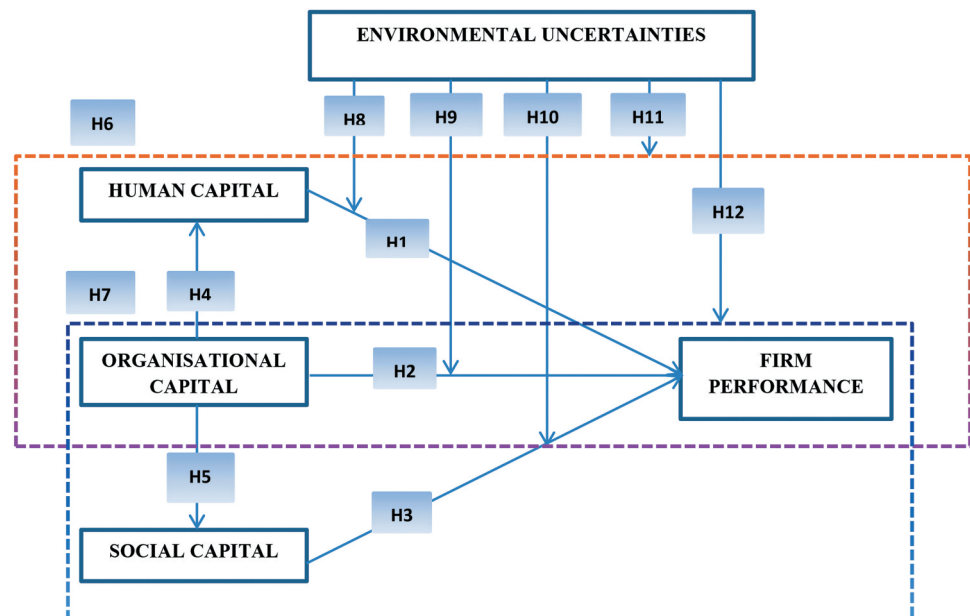 ENVIRONMENTAL UNCERTAINTIES
H6
H8
H9
H10
H11
HUMAN CAPITAL
H12
H1
H7
H4
ORGANISATIONAL
CAPITAL
H2
FIRM
PERFORMANCE
H5
H3
SOCIAL CAPITAL